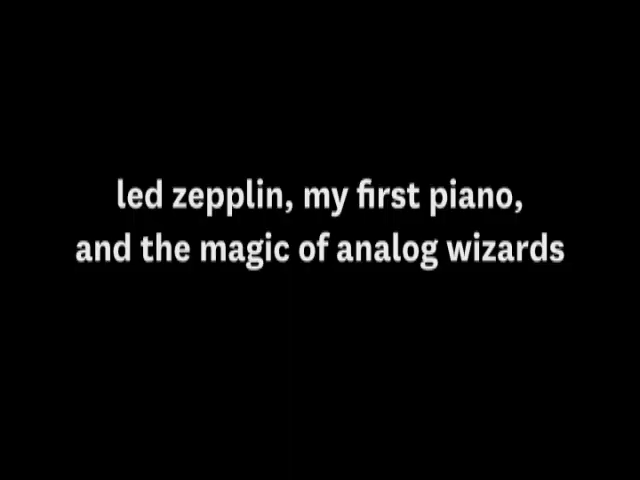 led zepplin, my first piano,
and the magic of analog wizards